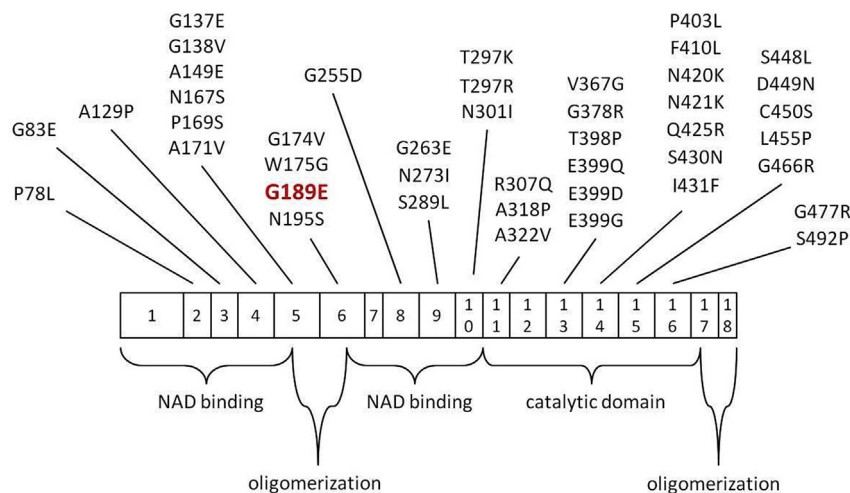 P78L
G83E
A129P
G137E
G138V
A149E
N167S
P169S
A171V
G174V
W175G
G189E
N195S
G255D
G263E
N273I
S289L
T297K
T297R
N301I
R307Q
A318P
A322V
V367G
G378R
T398P
E399Q
E399D
E399G
P403L
F410L
N420K
N421K
Q425R
S430N
I431F
S448L
D449N
C450S
L455P
G466R
G477R
S492P
1 2 3 4 5 6 7 8 9 10 11 12 13 14 15 16 17 18
NAD binding
NAD binding
catalytic domain
oligomerization
oligomerization